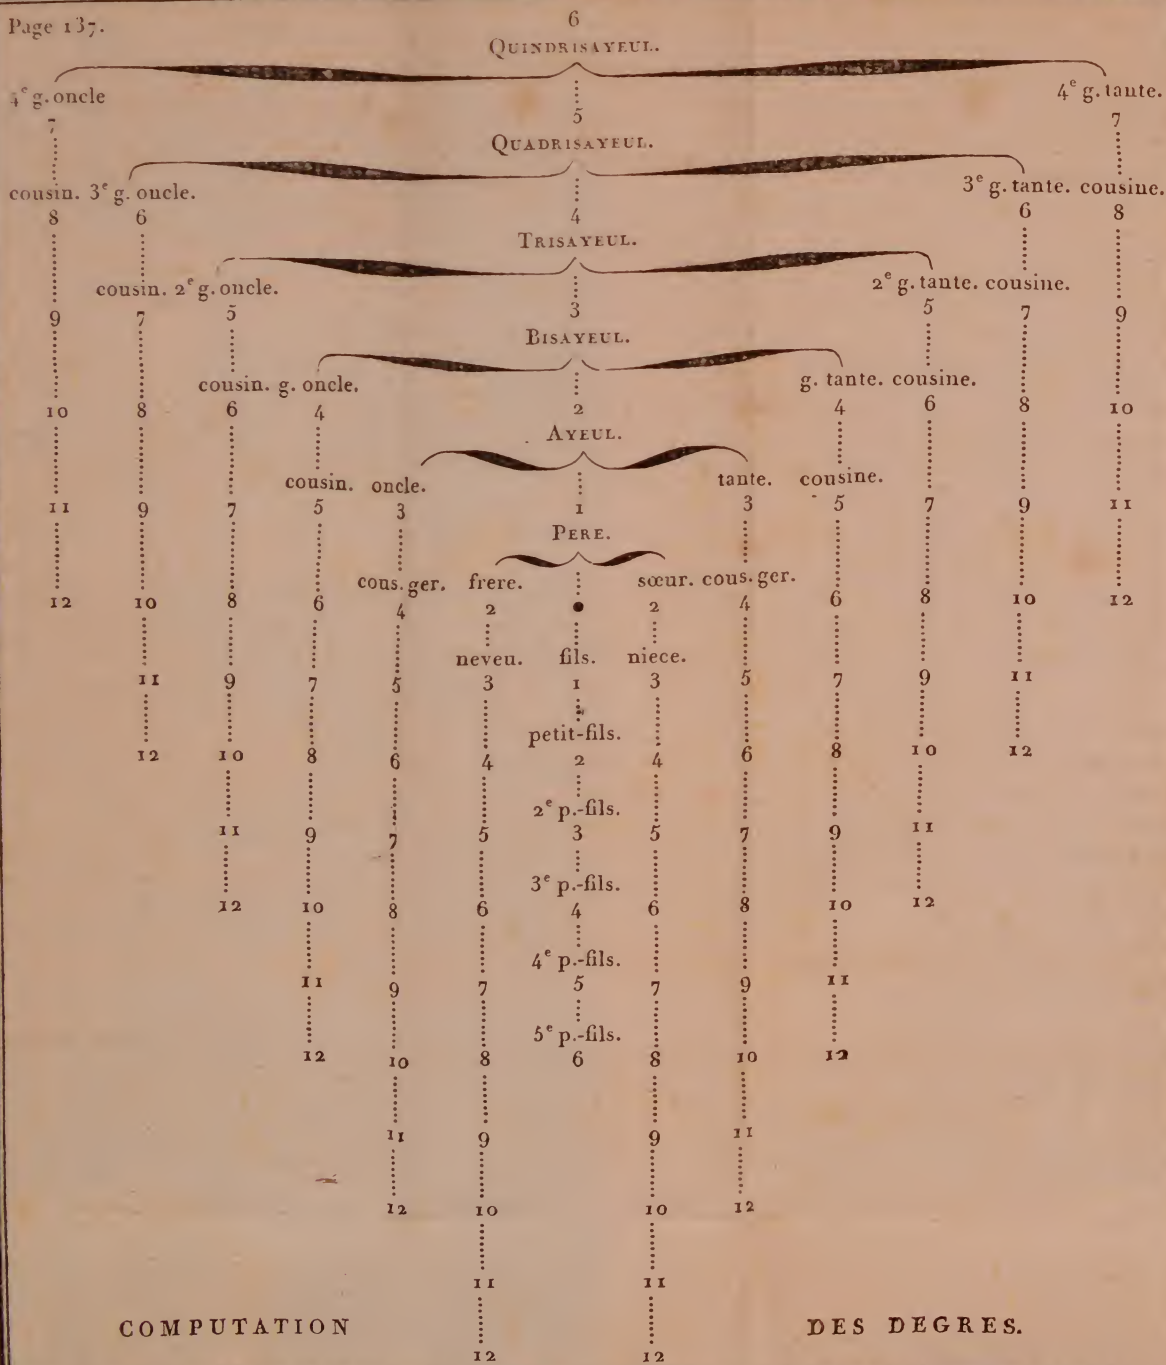 Page 137.
6
QUINDRISAYEUL.
4e g. oncle 4e g. tante.
7 5 7
QUADRISAYEUL.
cousin. 3e g. oncle. 3e g. tante. cousine.
8 6 4 6 8
TRISAYEUL.
cousin. 2e g. oncle. 2e g. tante. cousine.
9 7 5 3 5 7 9
BISAYEUL.
cousin. g. oncle. g. tante. cousine.
10 8 6 4 2 4 6 8 10
AYEUL.
cousin. oncle. tante. cousine.
11 9 7 5 3 1 3 5 7 9 11
PERE.
cous. ger. frere. sœur. cous. ger.
12 10 8 6 4 2 • 2 4 6 8 10 12
neveu. fils. niece.
11 9 7 5 3 1 3 5 7 9 11
petit-fils.
12 10 8 6 4 2 4 6 8 10 12
2e p.-fils.
11 9 7 5 3 5 7 9 11
3e p.-fils.
12 10 8 6 4 6 8 10 12
4e p.-fils.
11 9 7 5 7 9 11
5e p.-fils.
12 10 8 6 8 10 12
11 9 9 11
12 10 10 12
11 11
COMPUTATION DES DEGRES.
12 12